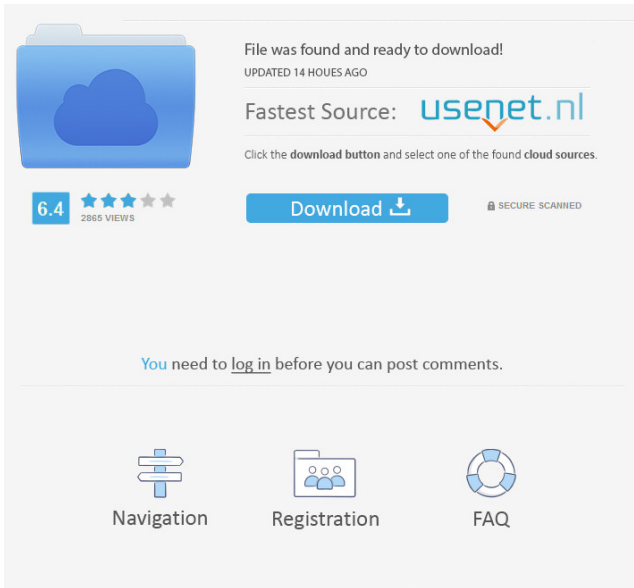 File was found and ready to download!
UPDATED 14 HOUES AGO
Fastest Source: usenet.nl
Click the download button and select one of the found cloud sources.
6.4
2865 VIEWS
Download
SECURE SCANNED
You need to log in before you can post comments.
Navigation
Registration
FAQ